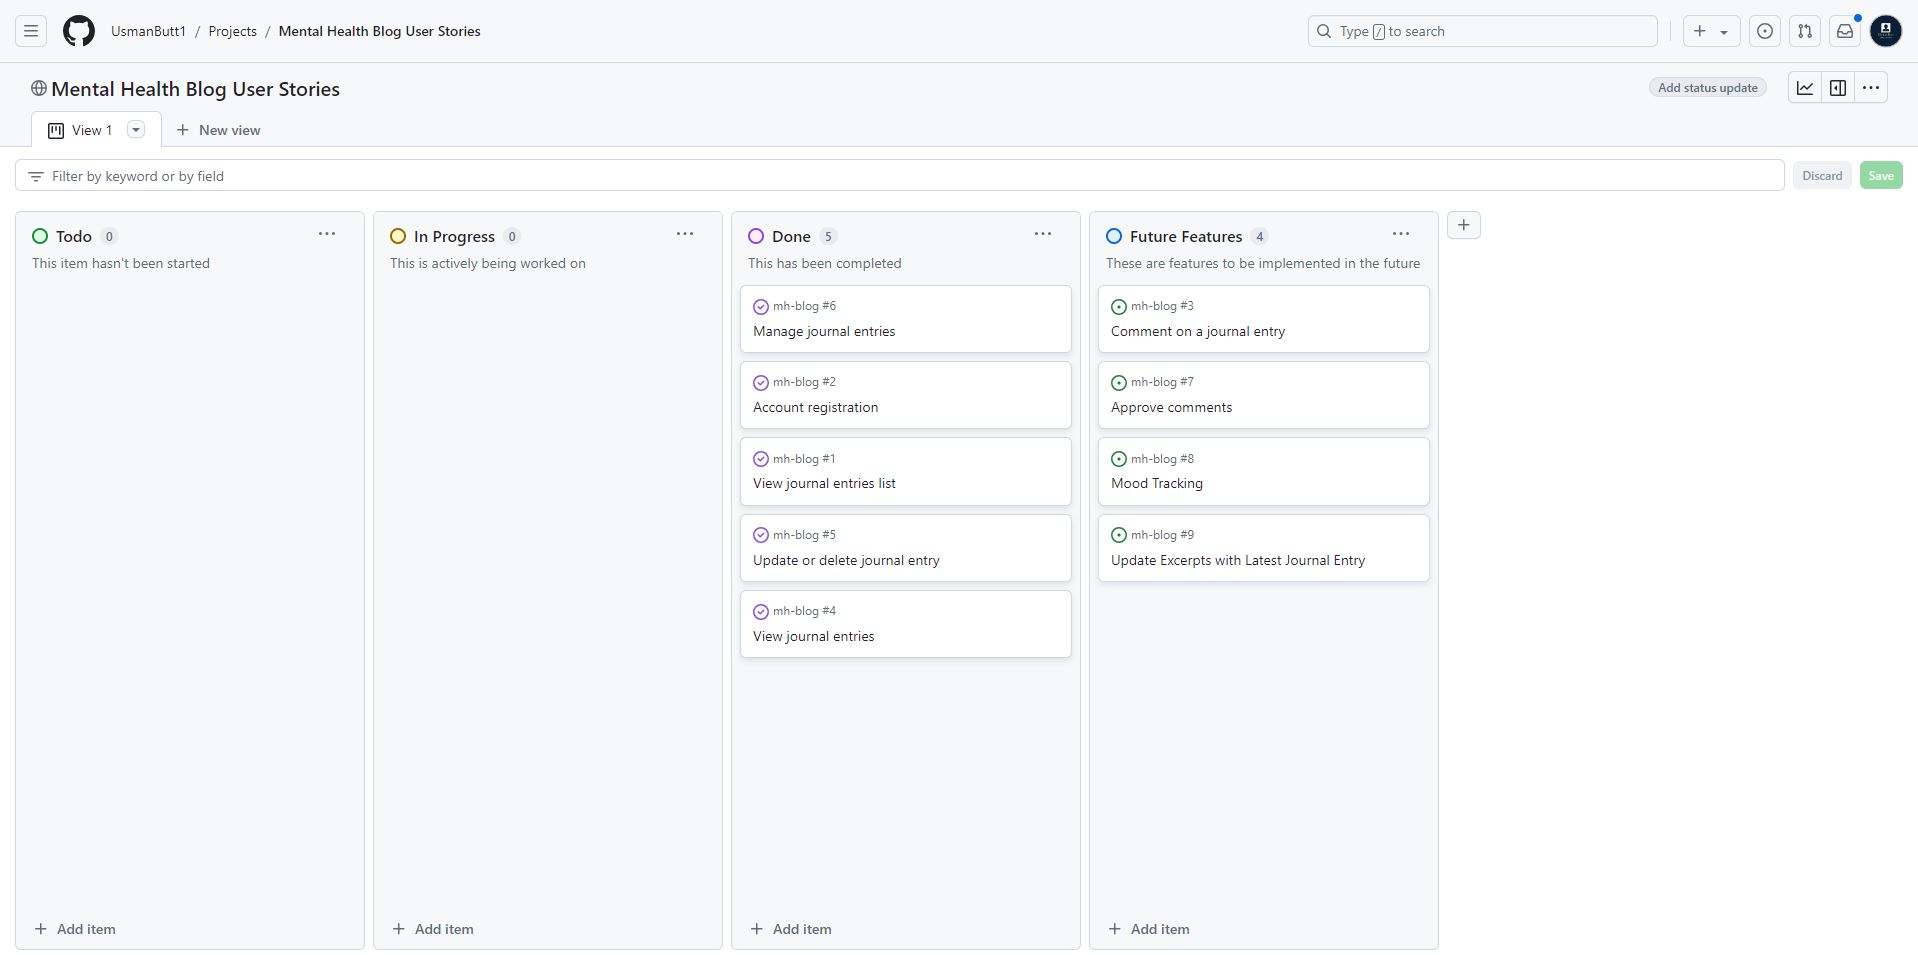 UsmanButt1 / Projects / Mental Health Blog User Stories
Type / to search
Mental Health Blog User Stories
Add status update
View 1
New view
Filter by keyword or by field
Discard
Save
Todo 0
This item hasn't been started
Add item
In Progress 0
This is actively being worked on
Add item
Done 5
This has been completed
mh-blog #6
Manage journal entries
mh-blog #2
Account registration
mh-blog #1
View journal entries list
mh-blog #5
Update or delete journal entry
mh-blog #4
View journal entries
Add item
Future Features 4
These are features to be implemented in the future
mh-blog #3
Comment on a journal entry
mh-blog #7
Approve comments
mh-blog #8
Mood Tracking
mh-blog #9
Update Excerpts with Latest Journal Entry
Add item